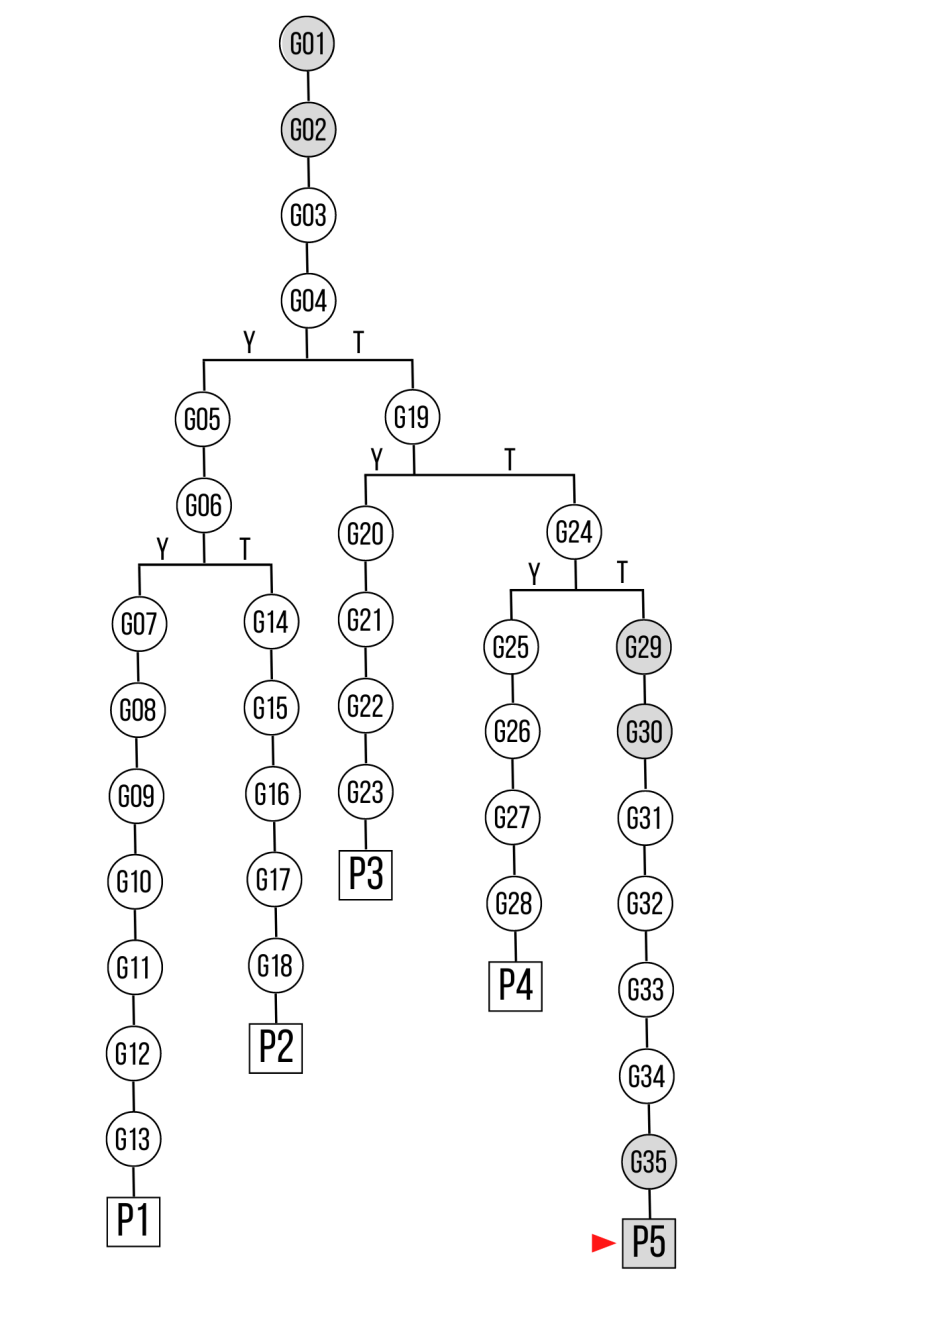 G01
G02
G03
G04
Y T
G05 G19
Y T
G06 G20 G24
Y T Y T
G07 G14 G21 G25 G29
G08 G15 G22 G26 G30
G09 G16 G23 G27 G31
G10 G17 P3 G28 G32
G11 G18 P4 G33
G12 P2 G34
G13 G35
P1 P5